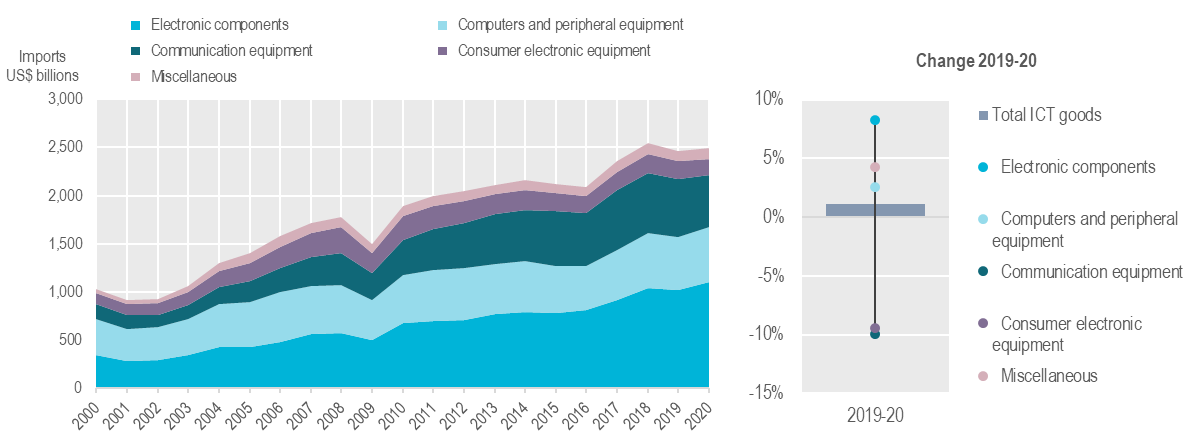 Electronic components
Computers and peripheral equipment
Communication equipment
Consumer electronic equipment
Miscellaneous
Imports
US$ billions
3,000
2,500
2,000
1,500
1,000
500
0
2000
2001
2002
2003
2004
2005
2006
2007
2008
2009
2010
2011
2012
2013
2014
2015
2016
2017
2018
2019
2020
Change 2019-20
10%
5%
0%
-5%
-10%
-15%
2019-20
Total ICT goods
Electronic components
Computers and peripheral
equipment
Communication equipment
Consumer electronic
equipment
Miscellaneous